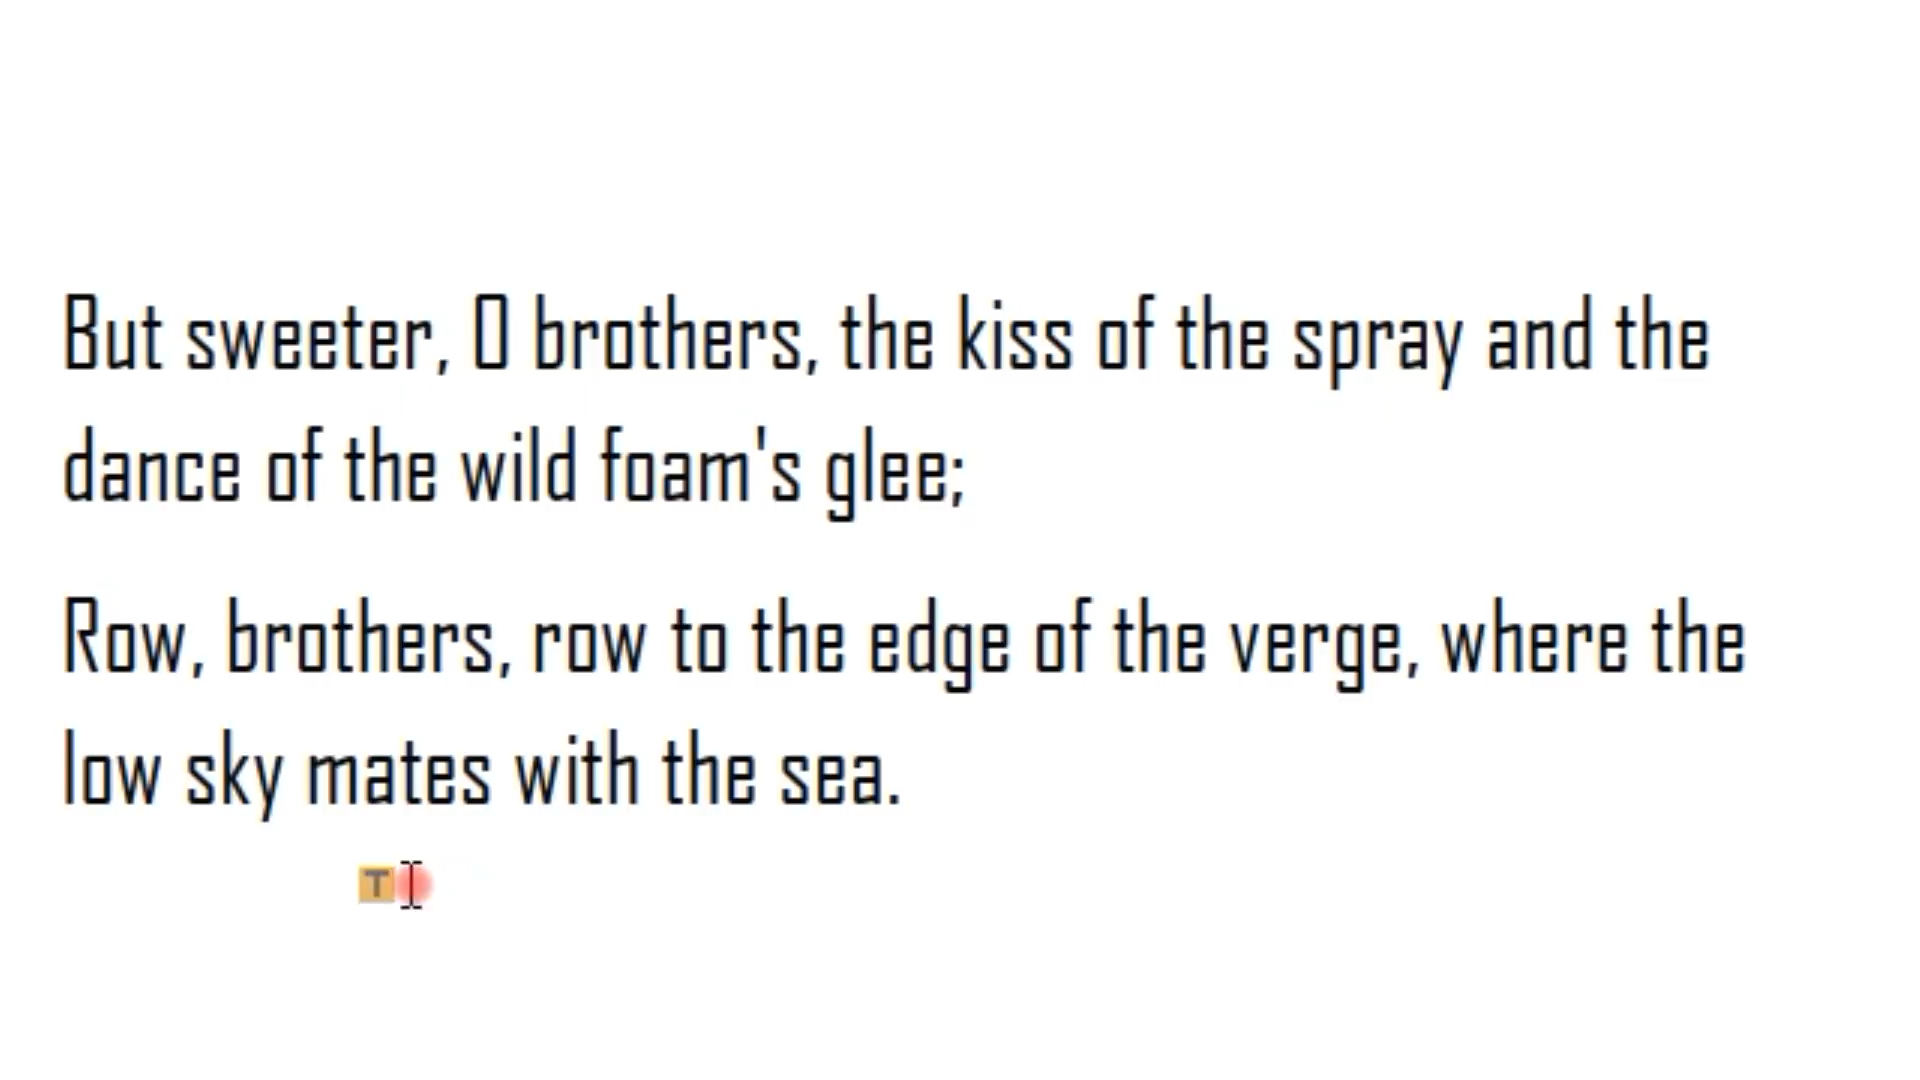 But sweeter, O brothers, the kiss of the spray and the
dance of the wild foam's glee;
Row, brothers, row to the edge of the verge, where the
low sky mates with the sea.
T